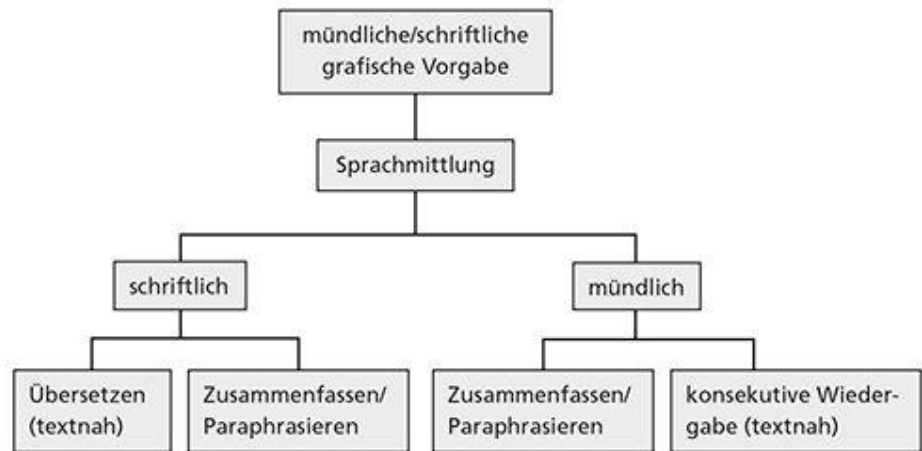 mündliche/schriftliche
grafische Vorgabe
Sprachmittlung
schriftlich
mündlich
Übersetzen
(textnah)
Zusammenfassen/
Paraphrasieren
Zusammenfassen/
Paraphrasieren
konsekutive Wieder-
gabe (textnah)